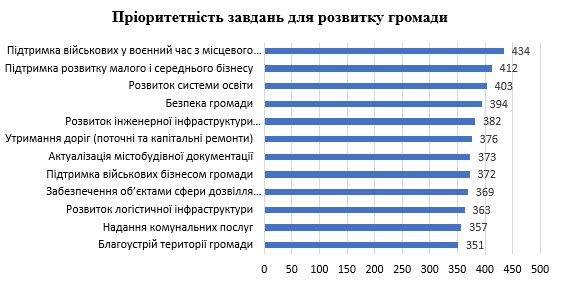 Пріоритетність завдань для розвитку громади
Підтримка військових у воєнний час з місцевого… 434
Підтримка розвитку малого і середнього бізнесу 412
Розвиток системи освіти 403
Безпека громади 394
Розвиток інженерної інфраструктури… 382
Утримання доріг (поточні та капітальні ремонти) 376
Актуалізація містобудівної документації 373
Підтримка військових бізнесом громади 372
Забезпечення об’єктами сфери дозвілля… 369
Розвиток логістичної інфраструктури 363
Надання комунальних послуг 357
Благоустрій території громади 351
0 50 100 150 200 250 300 350 400 450 500